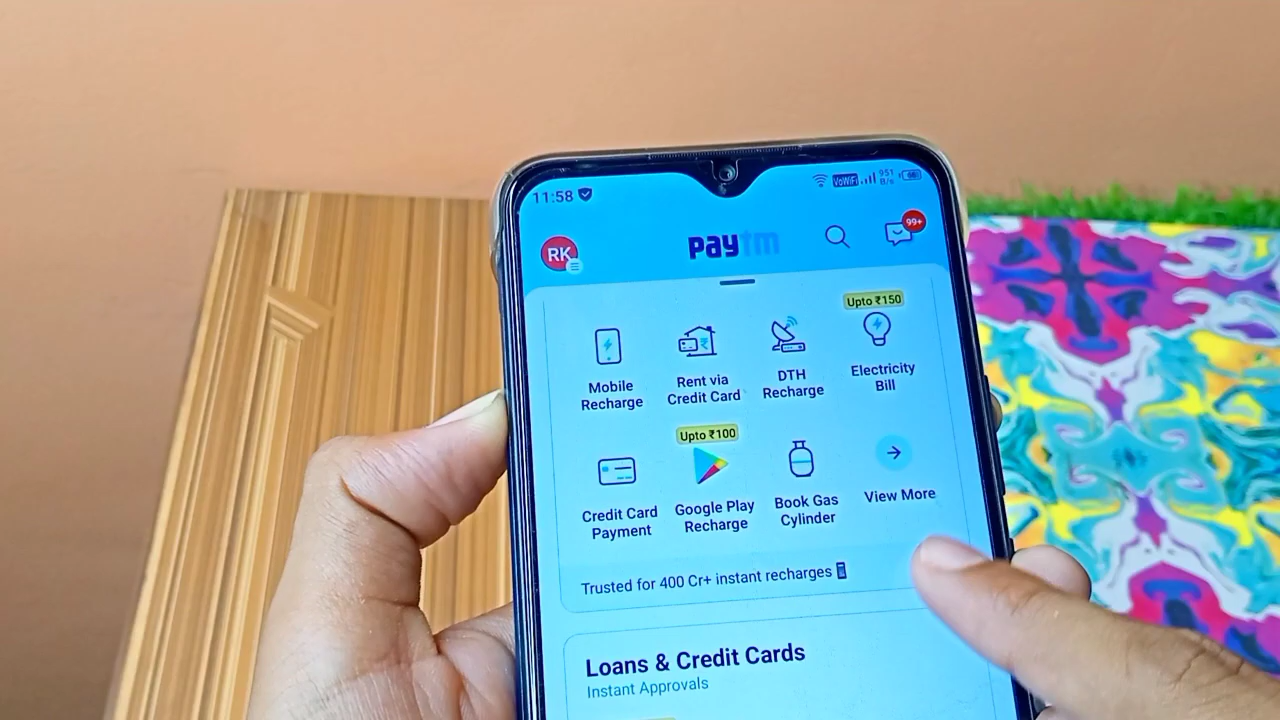 11:58
VoWiFi
951
B/s
RK
paytm
99+
Upto ₹150
Mobile
Recharge
Rent via
Credit Card
DTH
Recharge
Electricity
Bill
Upto ₹100
Credit Card
Payment
Google Play
Recharge
Book Gas
Cylinder
View More
Trusted for 400 Cr+ instant recharges
Loans & Credit Cards
Instant Approvals